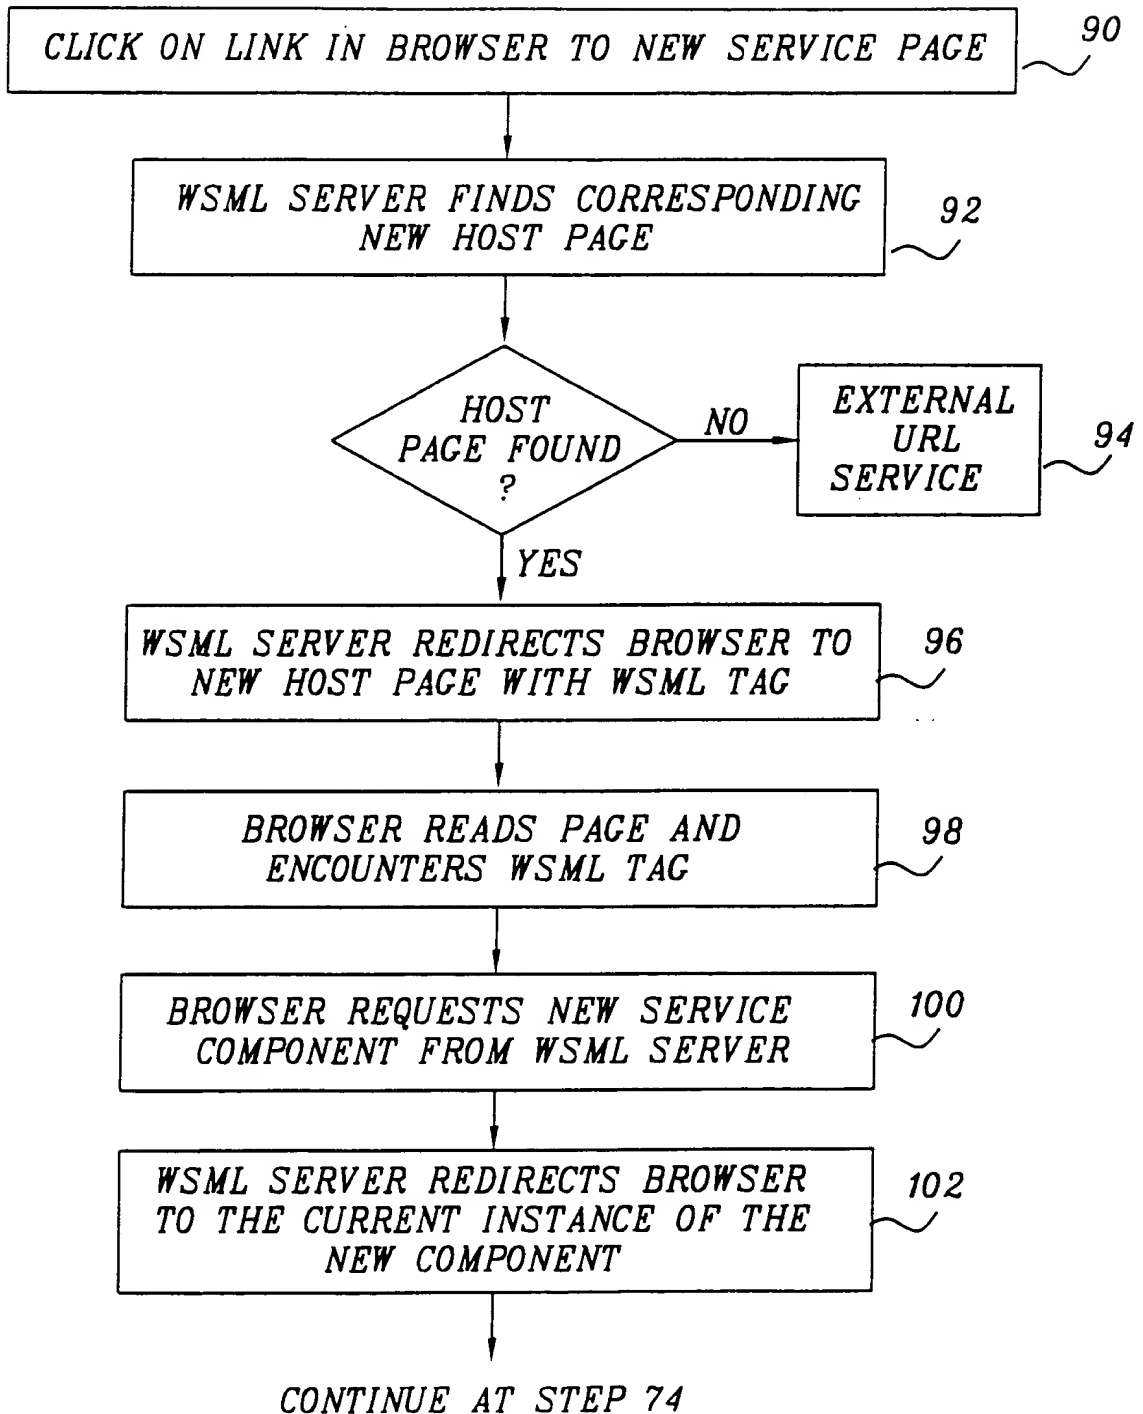 CLICK ON LINK IN BROWSER TO NEW SERVICE PAGE
90
WSML SERVER FINDS CORRESPONDING
NEW HOST PAGE
92
HOST
PAGE FOUND
?
NO
EXTERNAL
URL
SERVICE
94
YES
WSML SERVER REDIRECTS BROWSER TO
NEW HOST PAGE WITH WSML TAG
96
BROWSER READS PAGE AND
ENCOUNTERS WSML TAG
98
BROWSER REQUESTS NEW SERVICE
COMPONENT FROM WSML SERVER
100
WSML SERVER REDIRECTS BROWSER
TO THE CURRENT INSTANCE OF THE
NEW COMPONENT
102
CONTINUE AT STEP 74